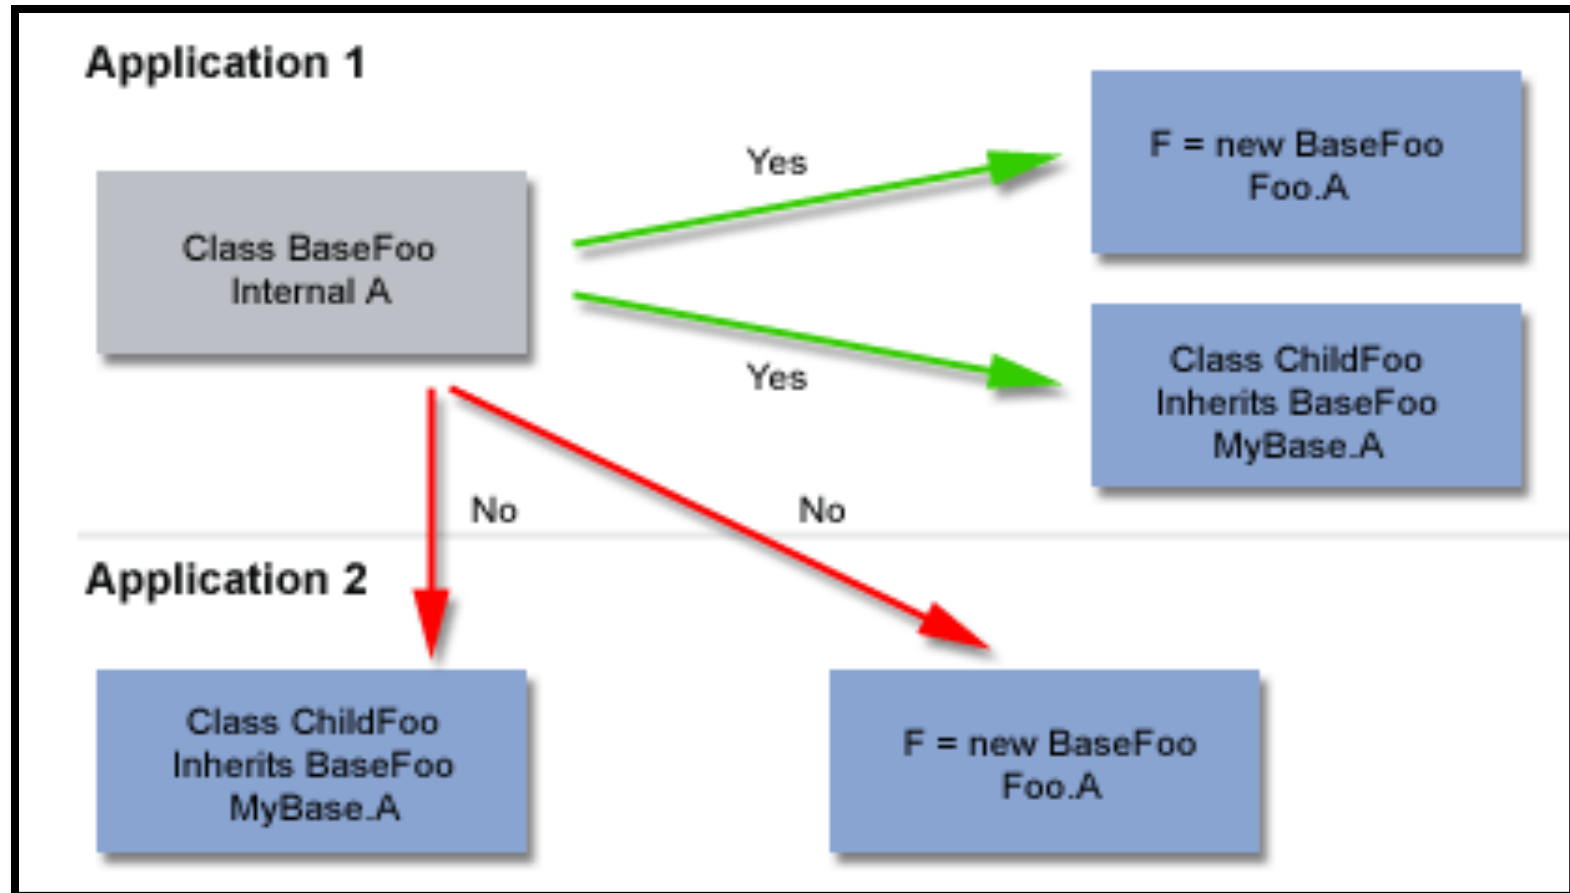 Application 1
F = new BaseFoo
Foo.A
Yes
Class BaseFoo
Internal A
Yes
Class ChildFoo
Inherits BaseFoo
MyBase.A
No
No
Application 2
Class ChildFoo
Inherits BaseFoo
MyBase.A
F = new BaseFoo
Foo.A